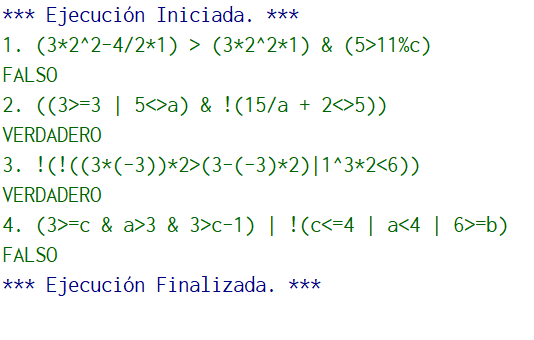 *** Ejecución Iniciada. ***
1. (3*2^2-4/2*1) > (3*2^2*1) & (5>11%c)
FALSO
2. ((3>=3 | 5<>a) & !(15/a + 2<>5))
VERDADERO
3. !(!((3*(-3))*2>(3-(-3)*2)|1^3*2<6))
VERDADERO
4. (3>=c & a>3 & 3>c-1) | !(c<=4 | a<4 | 6>=b)
FALSO
*** Ejecución Finalizada. ***